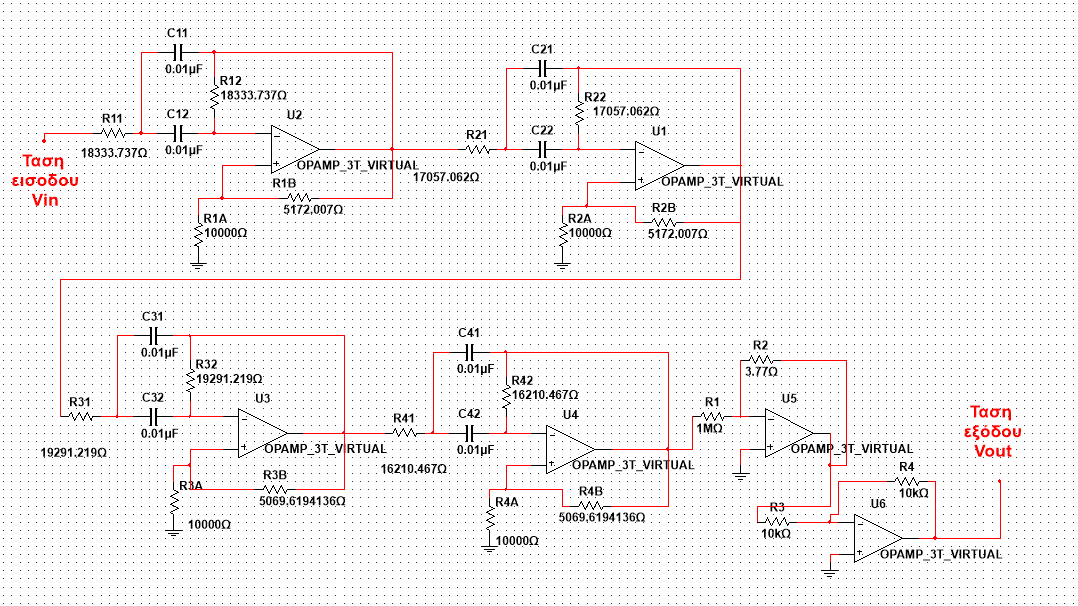 C11
0.01µF
R12
18333.737Ω
R11
18333.737Ω
C12
0.01µF
U2
OPAMP_3T_VIRTUAL
R1B
5172.007Ω
R1A
10000Ω
Ταση
εισοδου
Vin
C21
0.01µF
R22
17057.062Ω
R21
17057.062Ω
C22
0.01µF
U1
OPAMP_3T_VIRTUAL
R2B
5172.007Ω
R2A
10000Ω
C31
0.01µF
R32
19291.219Ω
R31
19291.219Ω
C32
0.01µF
U3
OPAMP_3T_VIRTUAL
R3B
5069.6194136Ω
R3A
10000Ω
C41
0.01µF
R42
16210.467Ω
R41
16210.467Ω
C42
0.01µF
U4
OPAMP_3T_VIRTUAL
R4B
5069.6194136Ω
R4A
10000Ω
R2
3.77Ω
R1
1MΩ
U5
OPAMP_3T_VIRTUAL
R4
10kΩ
R3
10kΩ
U6
OPAMP_3T_VIRTUAL
Ταση
εξόδου
Vout